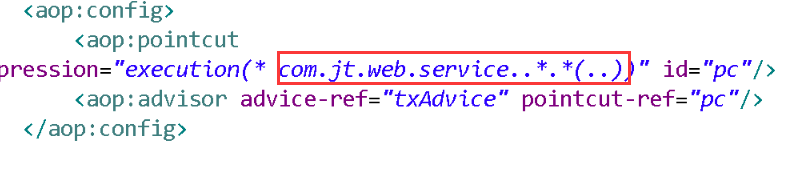 <aop:config>
<aop:pointcut
pression="execution(* com.jt.web.service..*.*(..))" id="pc"/>
<aop:advisor advice-ref="txAdvice" pointcut-ref="pc"/>
</aop:config>